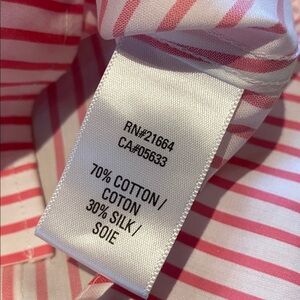 RN#21664
CA#05633
70% COTTON /
COTON
30% SILK /
SOIE